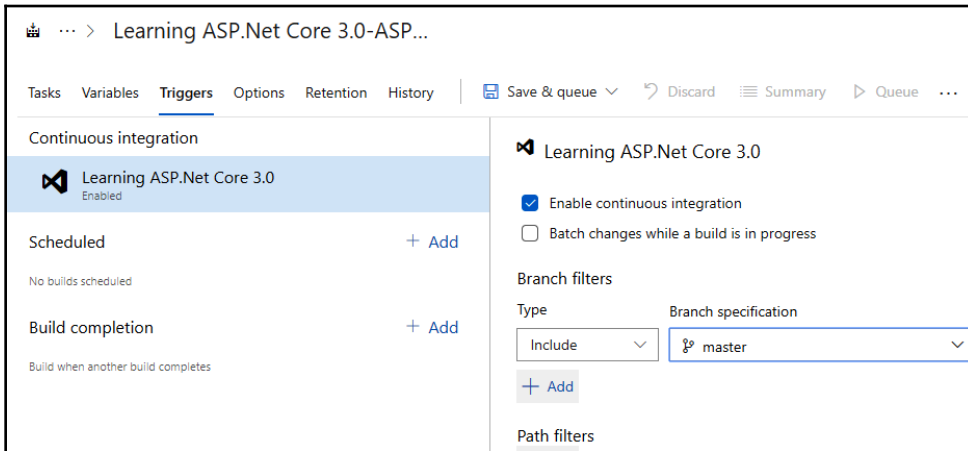 ··· > Learning ASP.Net Core 3.0-ASP...
Tasks Variables Triggers Options Retention History Save & queue Discard Summary Queue ...
Continuous integration
Learning ASP.Net Core 3.0
Enabled
Scheduled + Add
No builds scheduled
Build completion + Add
Build when another build completes
Learning ASP.Net Core 3.0
Enable continuous integration
Batch changes while a build is in progress
Branch filters
Type Branch specification
Include master
+ Add
Path filters